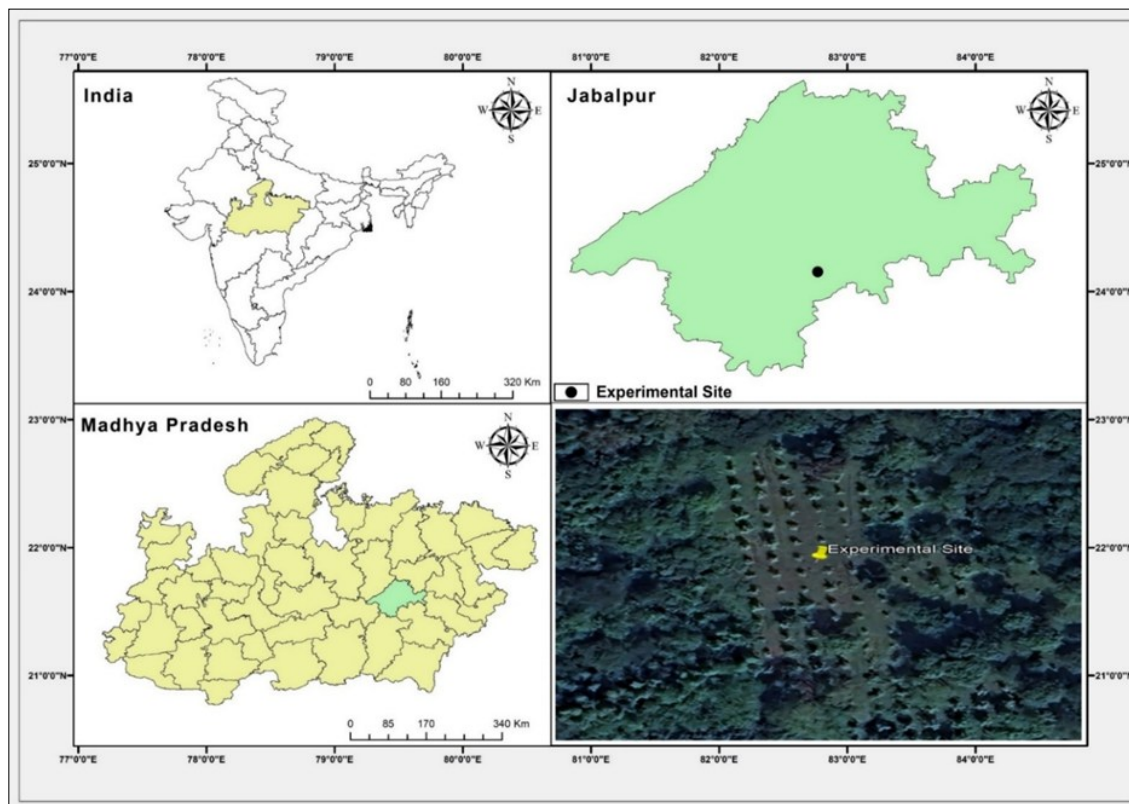 77°0'0"E 78°0'0"E 79°0'0"E 80°0'0"E 81°0'0"E 82°0'0"E 83°0'0"E 84°0'0"E
India
N
W E
S
25°0'0"N
24°0'0"N
0 80 160 320 Km
Jabalpur
N
W E
S
25°0'0"N
24°0'0"N
Experimental Site
23°0'0"N
Madhya Pradesh
N
W E
S
22°0'0"N
21°0'0"N
0 85 170 340 Km
23°0'0"N
Experimental Site
22°0'0"N
21°0'0"N
77°0'0"E 78°0'0"E 79°0'0"E 80°0'0"E 81°0'0"E 82°0'0"E 83°0'0"E 84°0'0"E